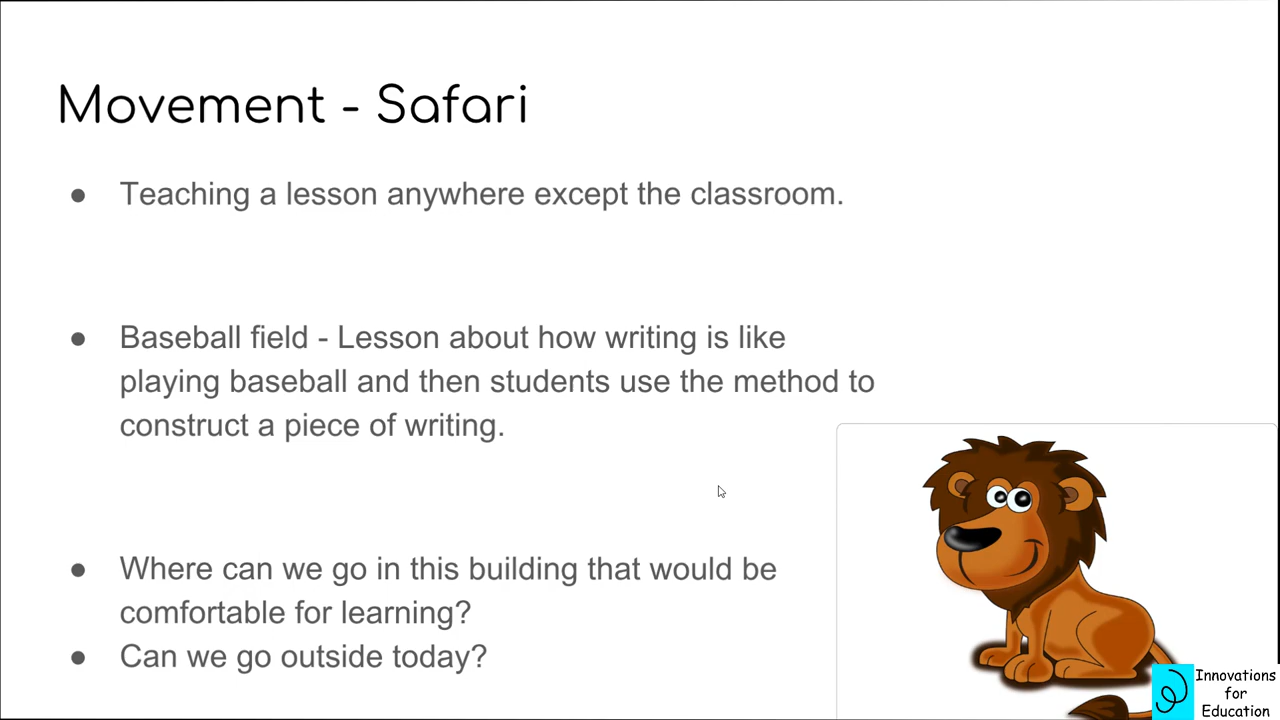 Movement - Safari
● Teaching a lesson anywhere except the classroom.
● Baseball field - Lesson about how writing is like
playing baseball and then students use the method to
construct a piece of writing.
● Where can we go in this building that would be
comfortable for learning?
● Can we go outside today?
Innovations
for
Education